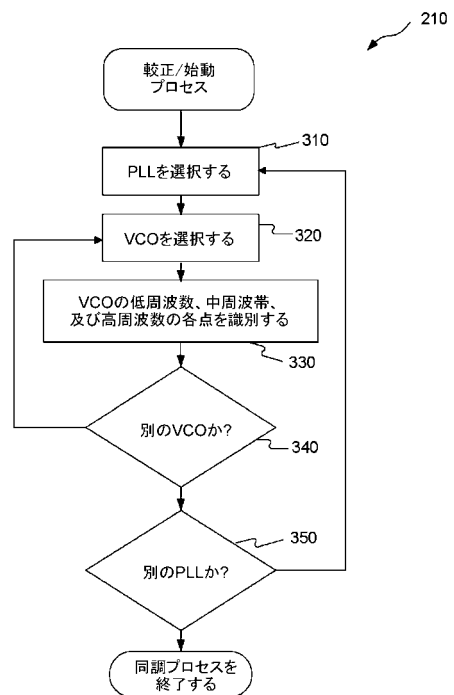 210
較正/始動
プロセス
310
PLLを選択する
VCOを選択する
320
VCOの低周波数、中周波帯、
及び高周波数の各点を識別する
330
別のVCOか?
340
350
別のPLLか?
同調プロセスを
終了する